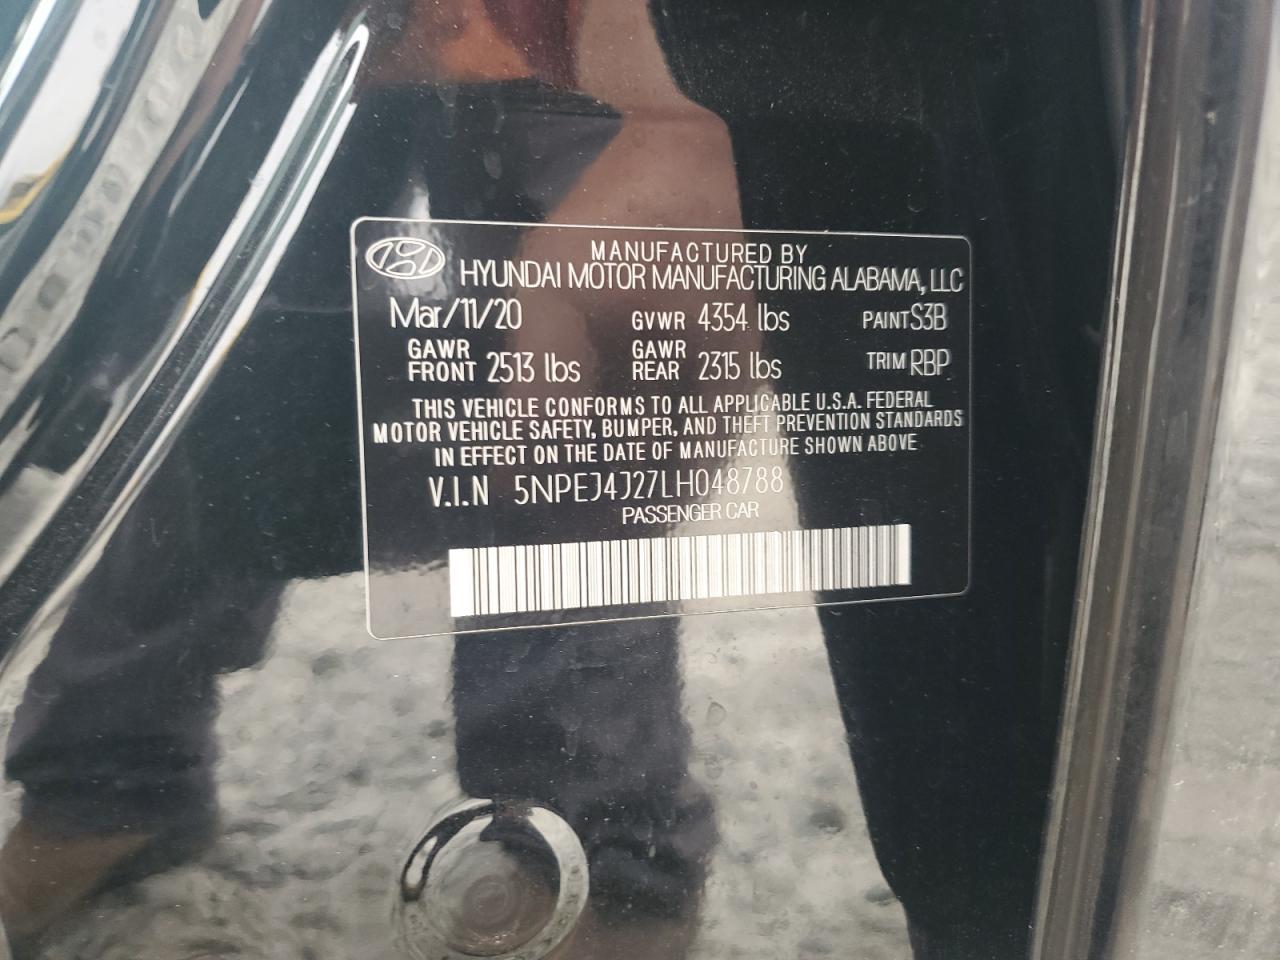 MANUFACTURED BY
HYUNDAI MOTOR MANUFACTURING ALABAMA, LLC
Mar/11/20 GVWR 4354 lbs PAINT S3B
GAWR FRONT 2513 lbs GAWR REAR 2315 lbs TRIM RBP
THIS VEHICLE CONFORMS TO ALL APPLICABLE U.S.A. FEDERAL
MOTOR VEHICLE SAFETY, BUMPER, AND THEFT PREVENTION STANDARDS
IN EFFECT ON THE DATE OF MANUFACTURE SHOWN ABOVE
V.I.N 5NPEJ4J27LH048788
PASSENGER CAR